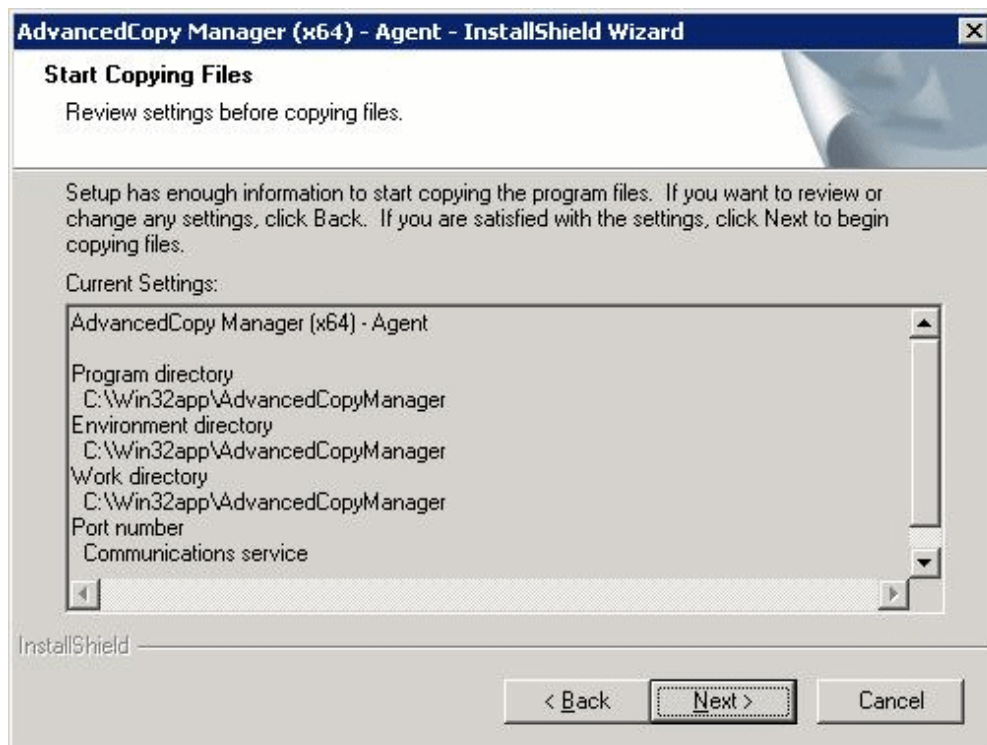 AdvancedCopy Manager (x64) - Agent - InstallShield Wizard
Start Copying Files
Review settings before copying files.
Setup has enough information to start copying the program files.  If you want to review or
change any settings, click Back.  If you are satisfied with the settings, click Next to begin
copying files.
Current Settings:
AdvancedCopy Manager (x64) - Agent
Program directory
C:\Win32app\AdvancedCopyManager
Environment directory
C:\Win32app\AdvancedCopyManager
Work directory
C:\Win32app\AdvancedCopyManager
Port number
Communications service
InstallShield
< Back
Next >
Cancel